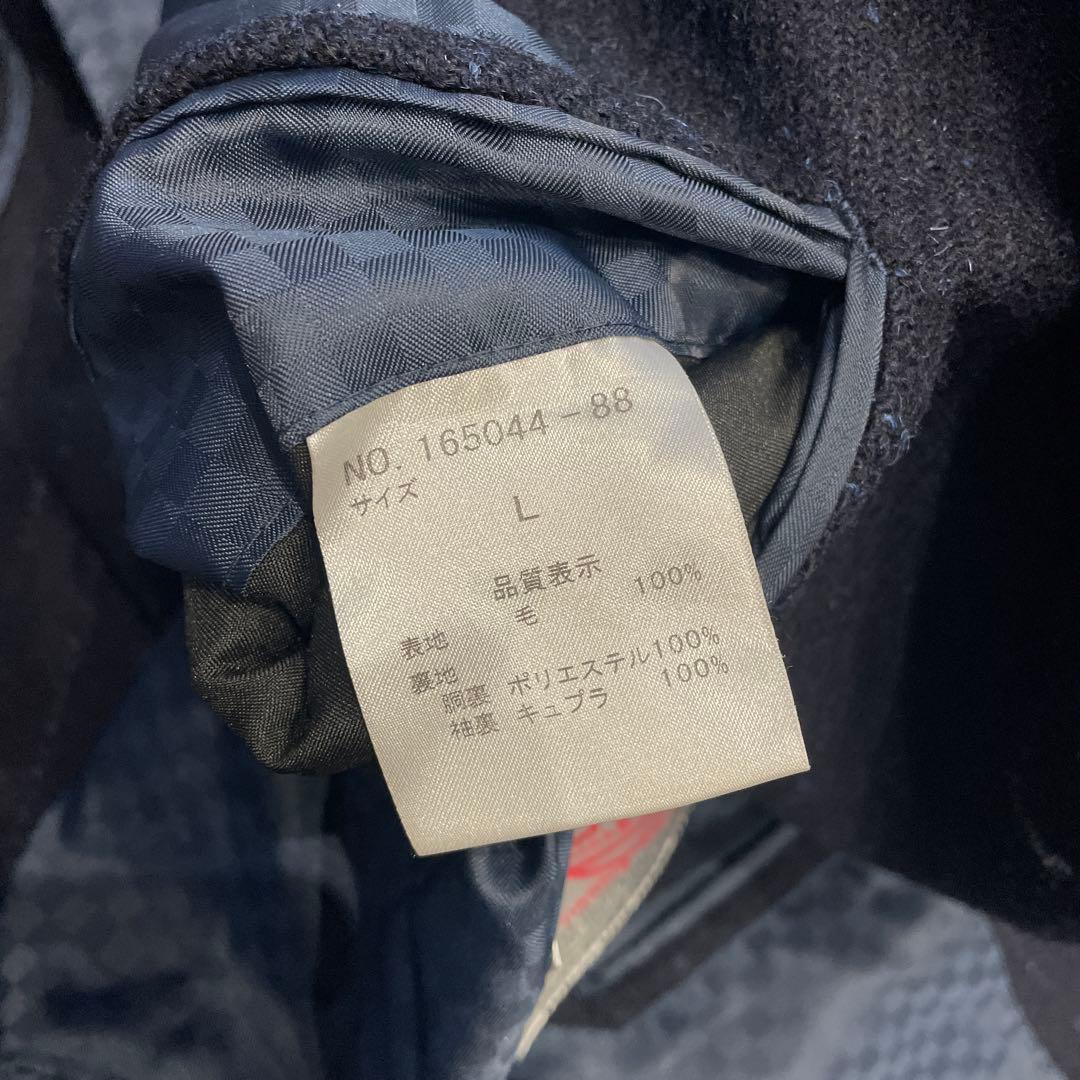 NO. 165044-88
サイズ
L
品質表示
表地 毛 100%
裏地
胴裏 ポリエステル100%
袖裏 キュプラ 100%